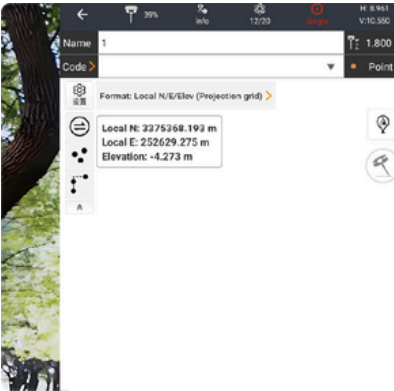 39%
Info
12/20
Single
H: 8.961
V:10.550
Name 1
1.800
Code
Point
设置
Format: Local N/E/Elev (Projection grid)
Local N: 3375368.193 m
Local E: 252629.275 m
Elevation: -4.273 m